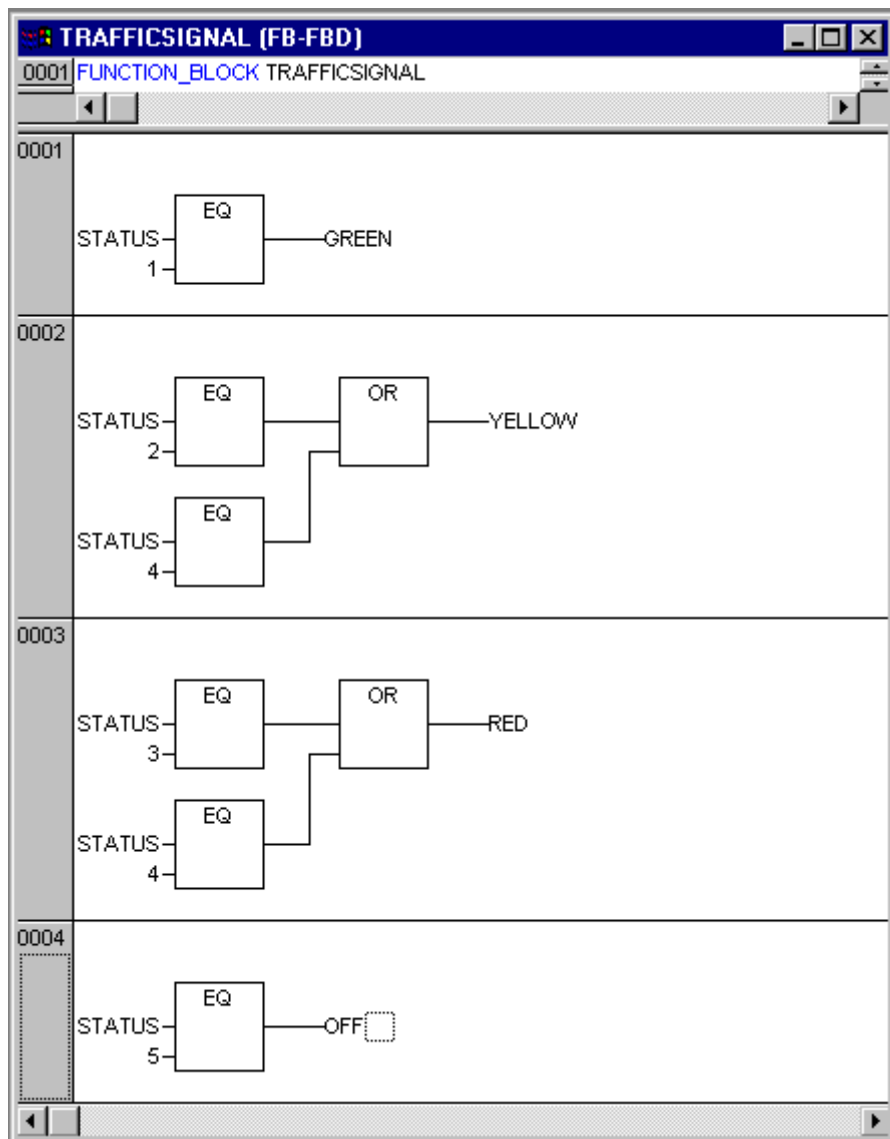 TRAFFICSIGNAL (FB-FBD)
0001 FUNCTION_BLOCK TRAFFICSIGNAL
0001
EQ
STATUS GREEN
1
0002
EQ OR
STATUS YELLOW
2
EQ
STATUS
4
0003
EQ OR
STATUS RED
3
EQ
STATUS
4
0004
EQ
STATUS OFF
5